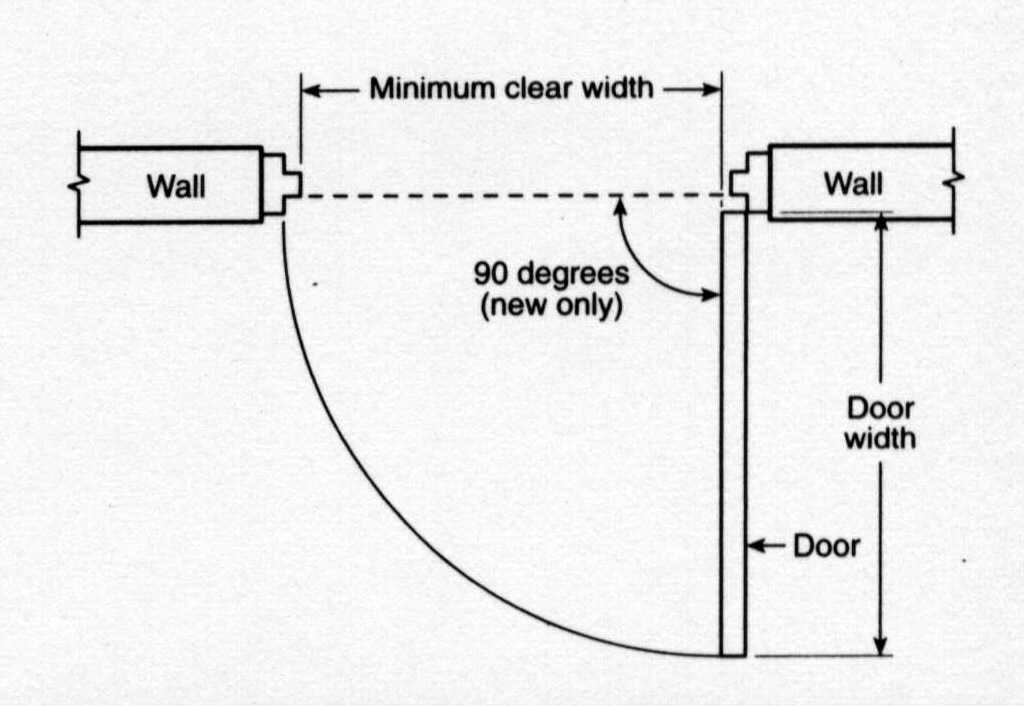 Minimum clear width
Wall
Wall
90 degrees
(new only)
Door
width
Door